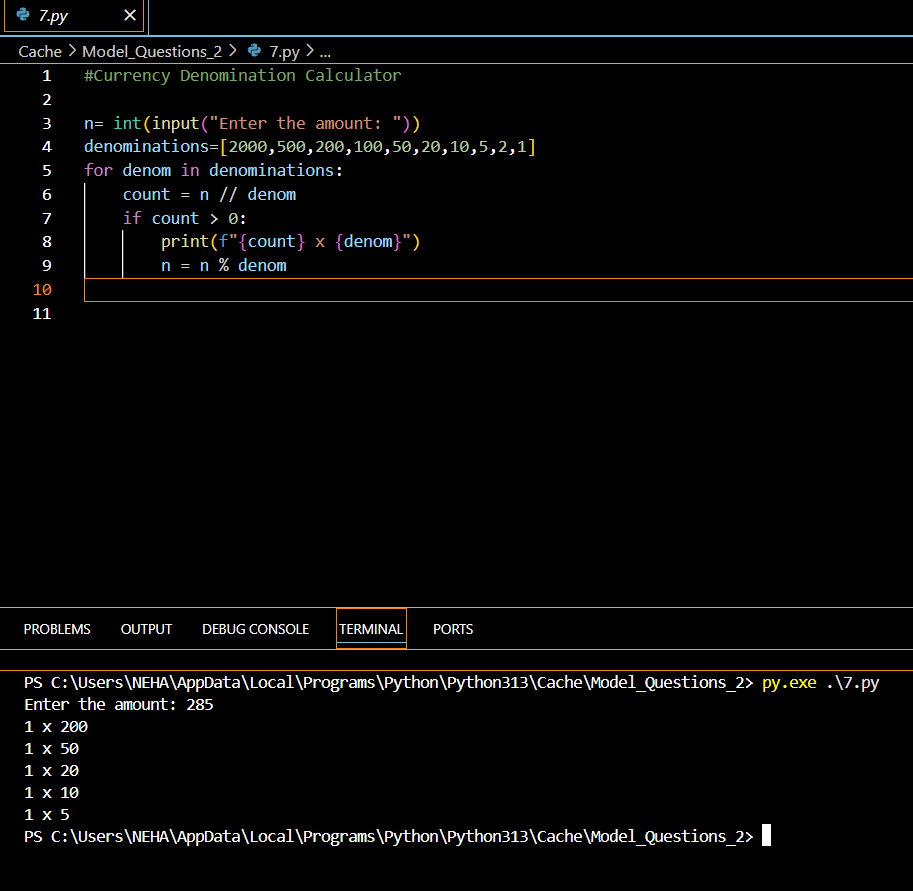 7.py
Cache > Model_Questions_2 > 7.py > ...
1 #Currency Denomination Calculator
2
3 n= int(input("Enter the amount: "))
4 denominations=[2000,500,200,100,50,20,10,5,2,1]
5 for denom in denominations:
6     count = n // denom
7     if count > 0:
8         print(f"{count} x {denom}")
9         n = n % denom
10
11
PROBLEMS OUTPUT DEBUG CONSOLE TERMINAL PORTS
PS C:\Users\NEHA\AppData\Local\Programs\Python\Python313\Cache\Model_Questions_2> py.exe .\7.py
Enter the amount: 285
1 x 200
1 x 50
1 x 20
1 x 10
1 x 5
PS C:\Users\NEHA\AppData\Local\Programs\Python\Python313\Cache\Model_Questions_2>